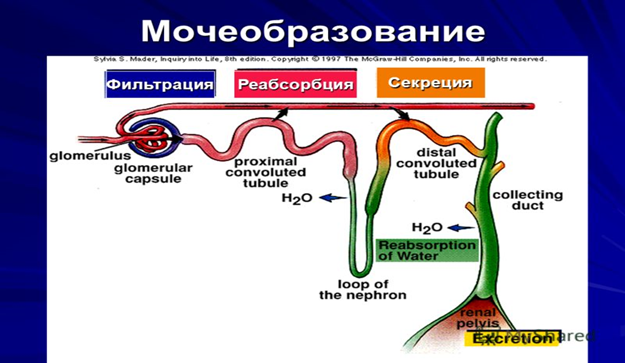 Мочеобразование
Sylvia S. Mader, Inquiry into Life, 8th edition. Copyright © 1997 The McGraw-Hill Companies, Inc. All rights reserved.
Фильтрация
Реабсорбция
Секреция
glomerulus
glomerular
capsule
proximal
convoluted
tubule
distal
convoluted
tubule
H2O
collecting
duct
H2O
Reabsorption
of Water
loop of
the nephron
renal
pelvis
MyShared
Excretion